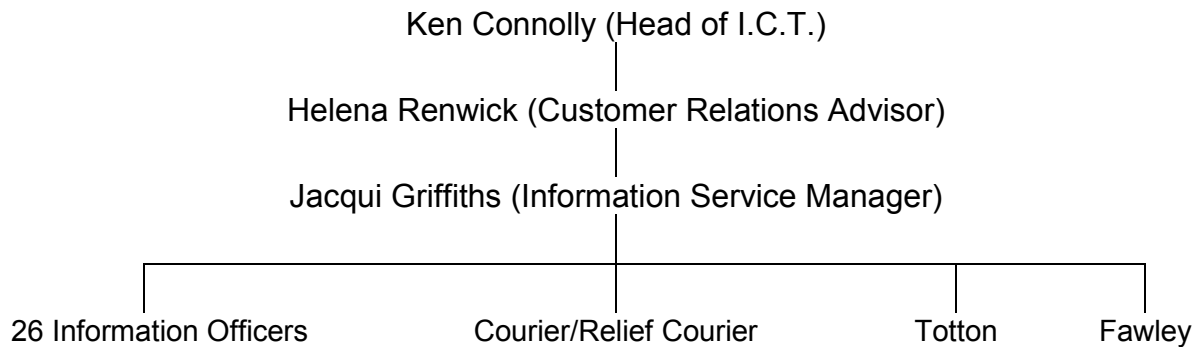 Ken Connolly (Head of I.C.T.)
Helena Renwick (Customer Relations Advisor)
Jacqui Griffiths (Information Service Manager)
26 Information Officers Courier/Relief Courier Totton Fawley